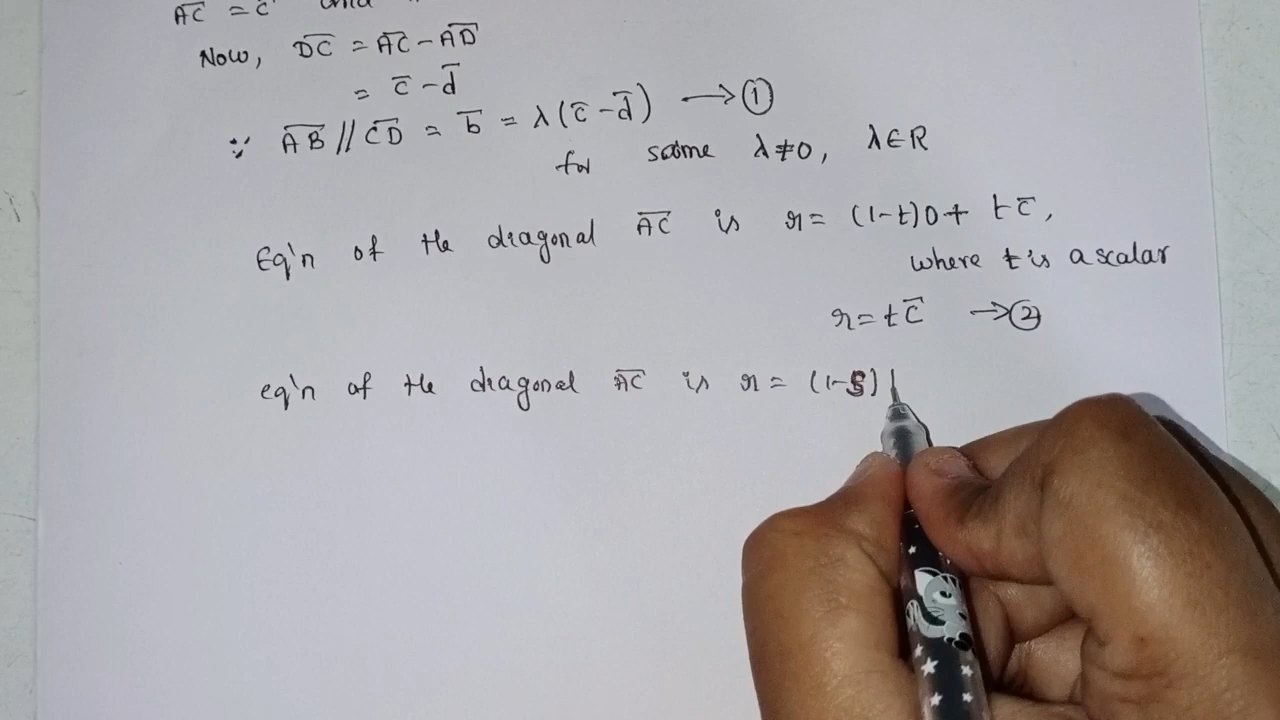 AC̅ = c̅
Now, DC̅ = AC̅ - AD̅
= c̅ - d̅
∵ AB̅ // CD̅ = b̅ = λ(c̅ - d̅) → ①
for some λ≠0, λ∈R
Eq'n of the diagonal AC̅ is r = (1-t)0 + tc̅,
where t is a scalar
r = tc̅ → ②
eq'n of the diagonal AC̅ is r = (1-s)